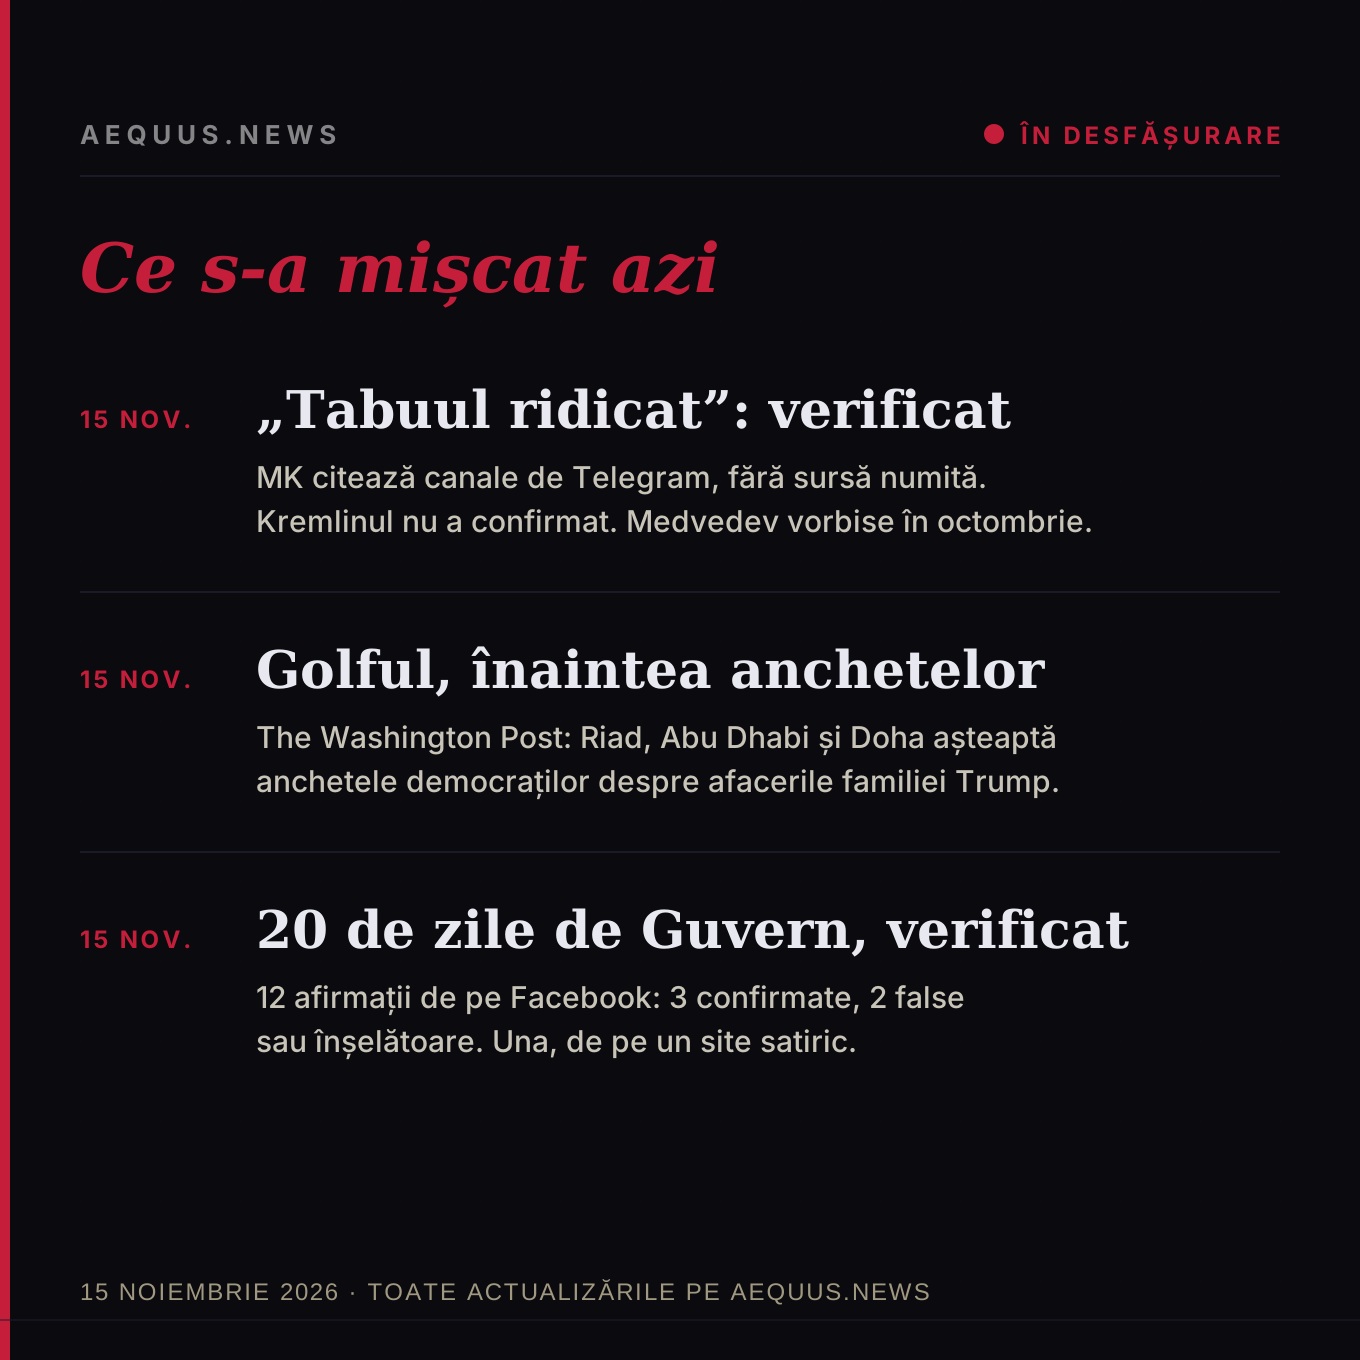 AEQUUS.NEWS
ÎN DESFĂȘURARE
Ce s-a mișcat azi
15 NOV.
„Tabuul ridicat”: verificat
MK citează canale de Telegram, fără sursă numită.
Kremlinul nu a confirmat. Medvedev vorbise în octombrie.
15 NOV.
Golful, înaintea anchetelor
The Washington Post: Riad, Abu Dhabi și Doha așteaptă
anchetele democraților despre afacerile familiei Trump.
15 NOV.
20 de zile de Guvern, verificat
12 afirmații de pe Facebook: 3 confirmate, 2 false
sau înșelătoare. Una, de pe un site satiric.
15 NOIEMBRIE 2026 · TOATE ACTUALIZĂRILE PE AEQUUS.NEWS